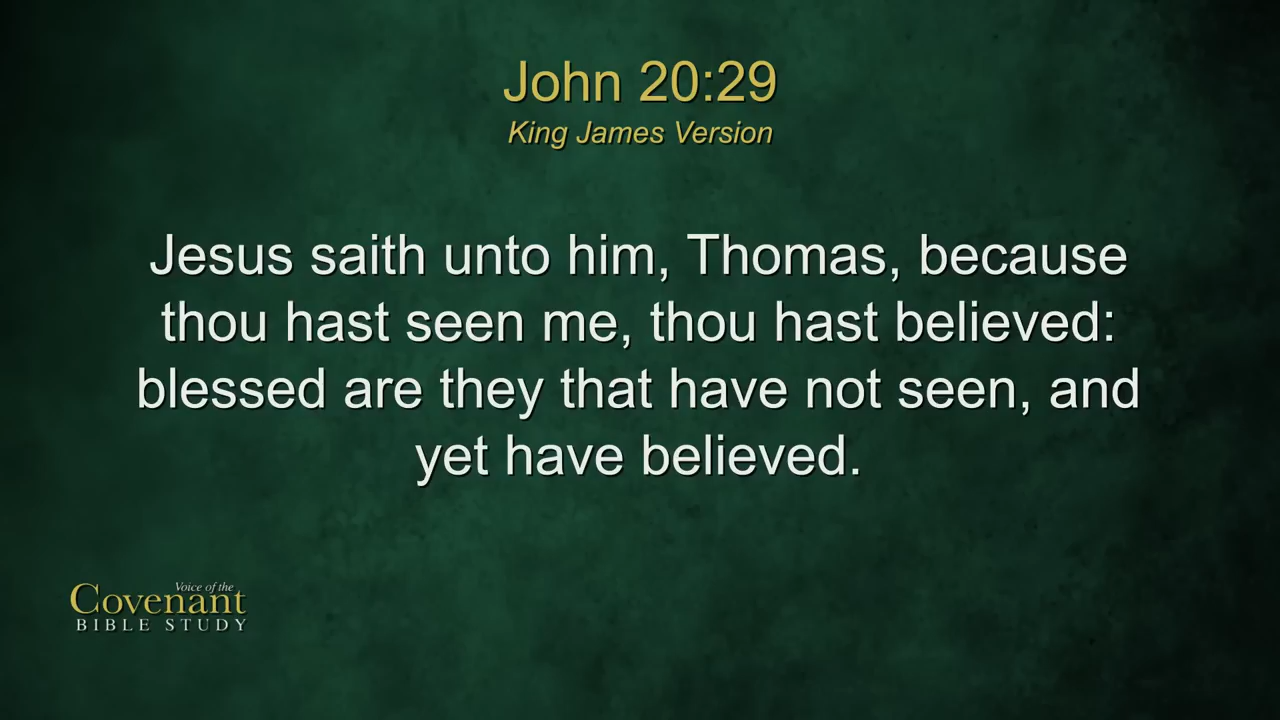 John 20:29
King James Version
Jesus saith unto him, Thomas, because
thou hast seen me, thou hast believed:
blessed are they that have not seen, and
yet have believed.
Voice of the
Covenant
BIBLE STUDY